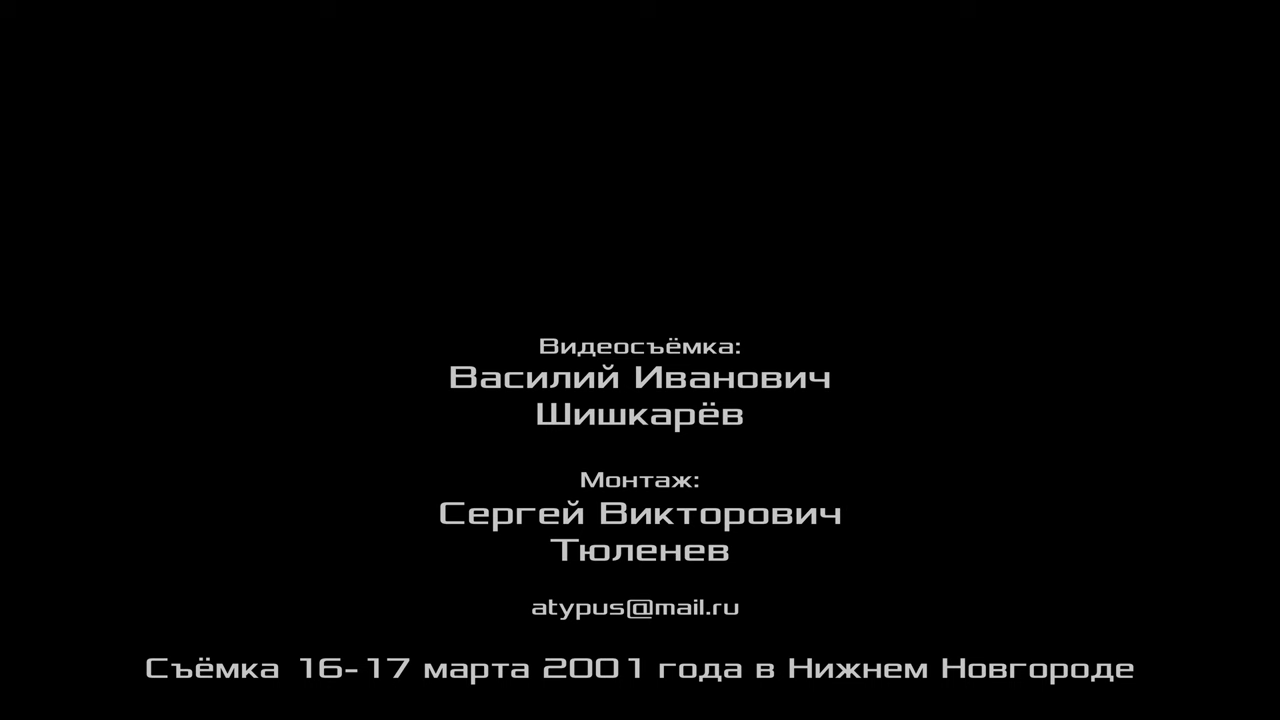 Видеосъёмка:
Василий Иванович
Шишкарёв
Монтаж:
Сергей Викторович
Тюленев
atypus@mail.ru
Съёмка 16-17 марта 2001 года в Нижнем Новгороде